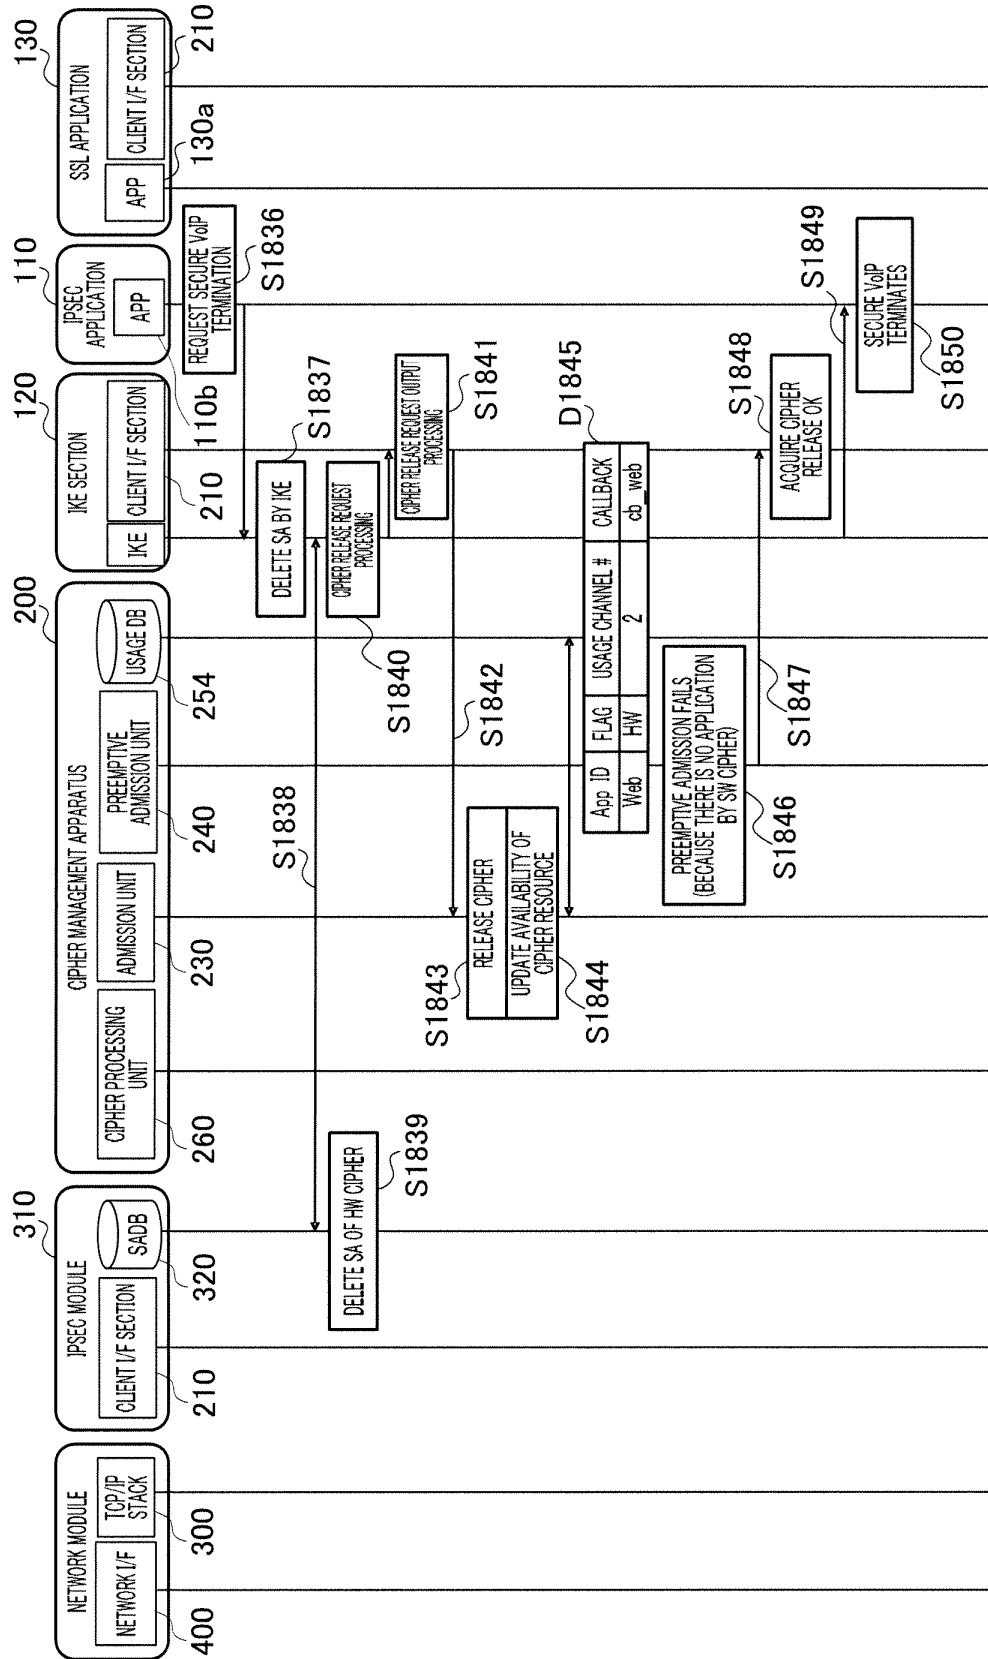 NETWORK MODULE
NETWORK I/F
TCP/IP
STACK
400
300
310
IPSEC MODULE
CLIENT I/F SECTION
SADB
210
320
200
CIPHER MANAGEMENT APPARATUS
CIPHER PROCESSING
UNIT
ADMISSION UNIT
PREEMPTIVE
ADMISSION UNIT
USAGE DB
260
230
240
254
120
IKE SECTION
IKE
CLIENT I/F SECTION
210
110
IPSEC
APPLICATION
APP
110b
130
SSL APPLICATION
APP
CLIENT I/F SECTION
130a
210
REQUEST SECURE VoIP
TERMINATION
S1836
DELETE SA BY IKE
S1837
S1838
DELETE SA OF HW CIPHER
S1839
CIPHER RELEASE REQUEST
PROCESSING
S1840
CIPHER RELEASE REQUEST OUTPUT
PROCESSING
S1841
S1842
RELEASE CIPHER
S1843
UPDATE AVAILABILITY OF
CIPHER RESOURCE
S1844
D1845
App ID FLAG USAGE CHANNEL # CALLBACK
Web HW 2 cb_web
PREEMPTIVE ADMISSION FAILS
(BECAUSE THERE IS NO APPLICATION
BY SW CIPHER)
S1846
S1847
ACQUIRE CIPHER
RELEASE OK
S1848
S1849
SECURE VoIP
TERMINATES
S1850